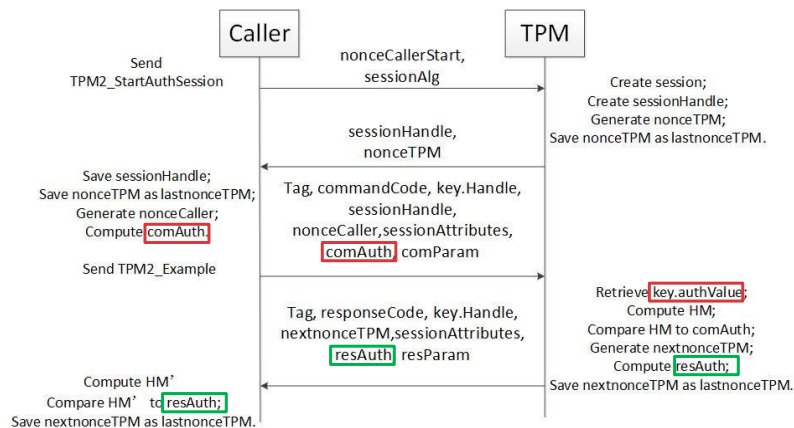 Caller
TPM
Send
TPM2_StartAuthSession
nonceCallerStart,
sessionAlg
Create session;
Create sessionHandle;
Generate nonceTPM;
Save nonceTPM as lastnonceTPM.
sessionHandle,
nonceTPM
Save sessionHandle;
Save nonceTPM as lastnonceTPM;
Generate nonceCaller;
Compute comAuth.
Tag, commandCode, key.Handle,
sessionHandle,
nonceCaller,sessionAttributes,
comAuth, comParam
Send TPM2_Example
Retrieve key.authValue;
Compute HM;
Compare HM to comAuth;
Generate nextnonceTPM;
Compute resAuth;
Save nextnonceTPM as lastnonceTPM.
Tag, responseCode, key.Handle,
nextnonceTPM,sessionAttributes,
resAuth, resParam
Compute HM’
Compare HM’ to resAuth;
Save nextnonceTPM as lastnonceTPM.